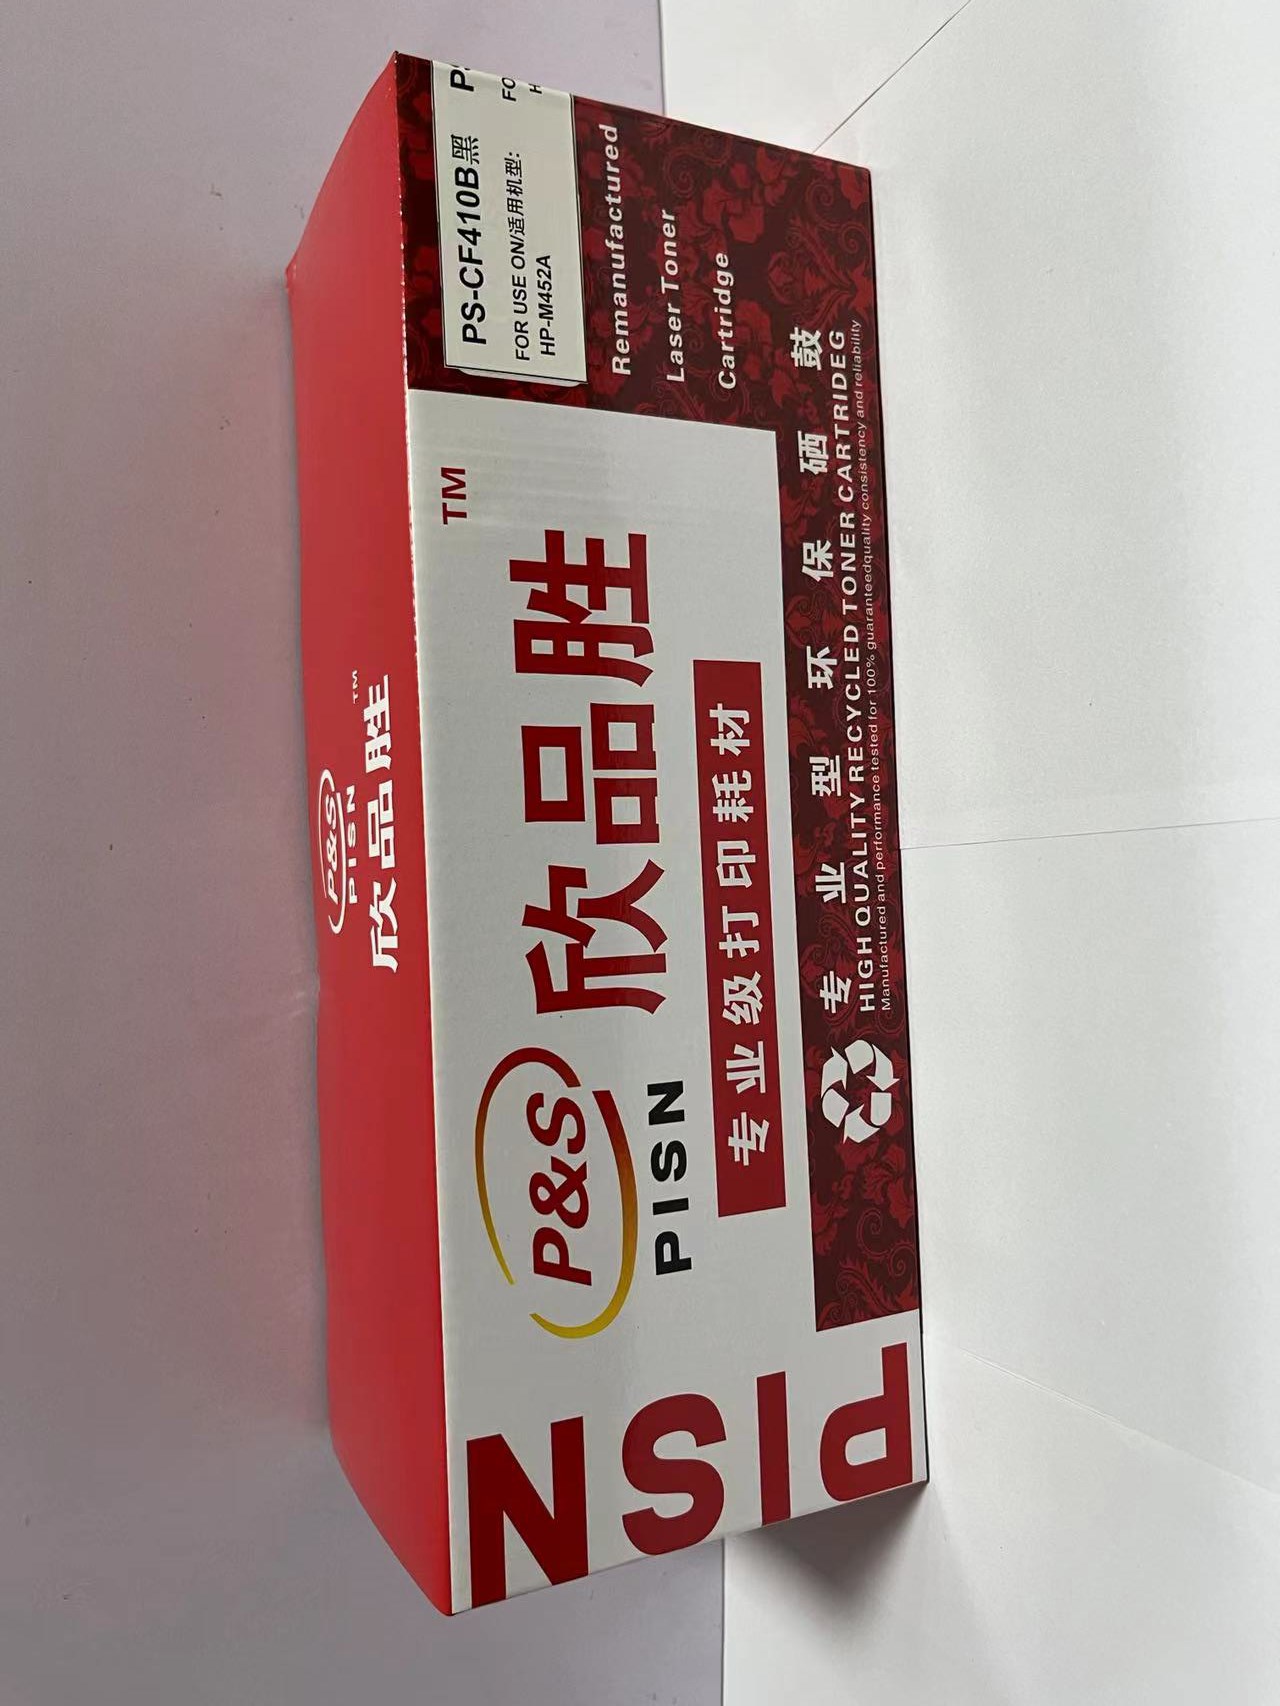 P&S
PISN
欣品胜
TM
PS-CF410B黑
FOR USE ON/适用机型:
HP-M452A
Remanufactured
Laser Toner
Cartridge
P&S
PISN
欣品胜
TM
专业级打印耗材
专业型环保硒鼓
HIGH QUALITY RECYCLED TONER CARTRIDEG
Manufactured and performance tested for 100% guaranteedquality consistency and reliability
PISN